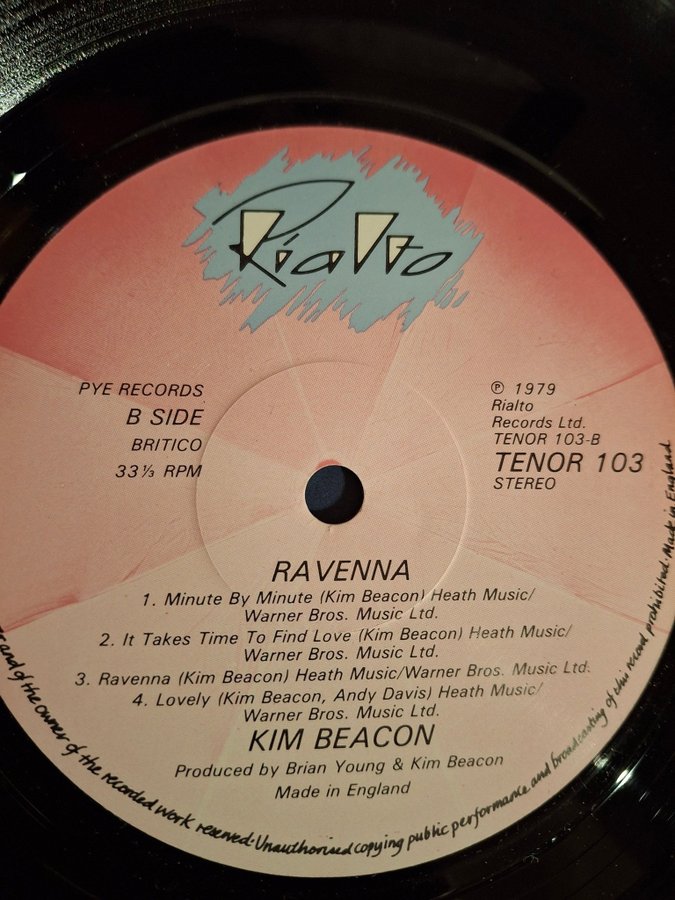 Rialto
PYE RECORDS
B SIDE
BRITICO
33⅓ RPM
℗ 1979
Rialto
Records Ltd.
TENOR 103-B
TENOR 103
STEREO
RAVENNA
1. Minute By Minute (Kim Beacon) Heath Music/
Warner Bros. Music Ltd.
2. It Takes Time To Find Love (Kim Beacon) Heath Music/
Warner Bros. Music Ltd.
3. Ravenna (Kim Beacon) Heath Music/Warner Bros. Music Ltd.
4. Lovely (Kim Beacon, Andy Davis) Heath Music/
Warner Bros. Music Ltd.
KIM BEACON
Produced by Brian Young & Kim Beacon
Made in England
and of the owner of the recorded work reserved·Unauthorised copying public performance and broadcasting of this record prohibited·Made in England